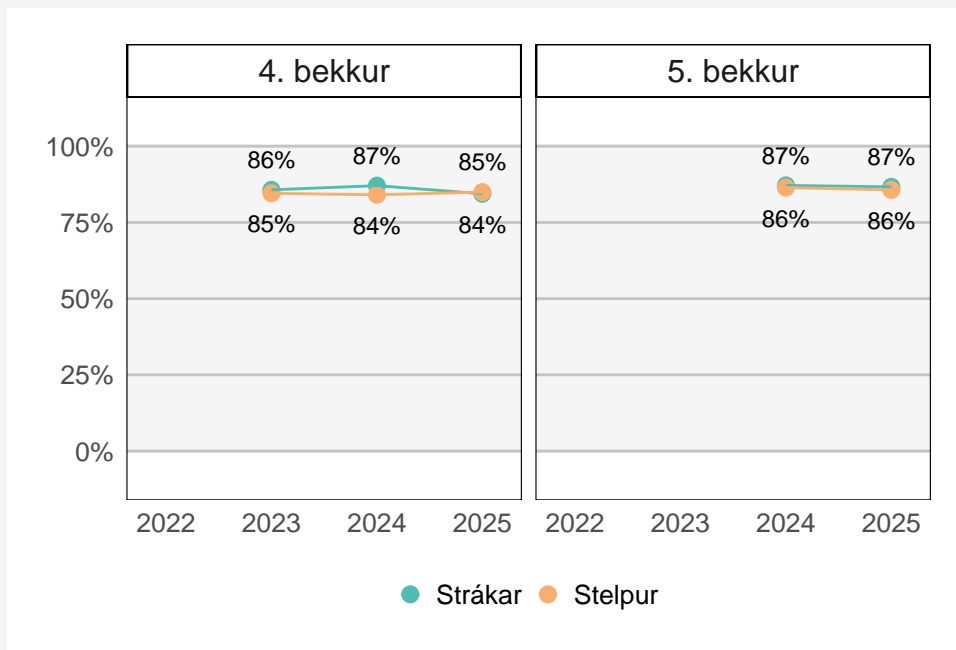 4. bekkur 5. bekkur
100%
75%
50%
25%
0%
86% 87% 85%
85% 84% 84%
87% 87%
86% 86%
2022 2023 2024 2025 2022 2023 2024 2025
Strákar Stelpur